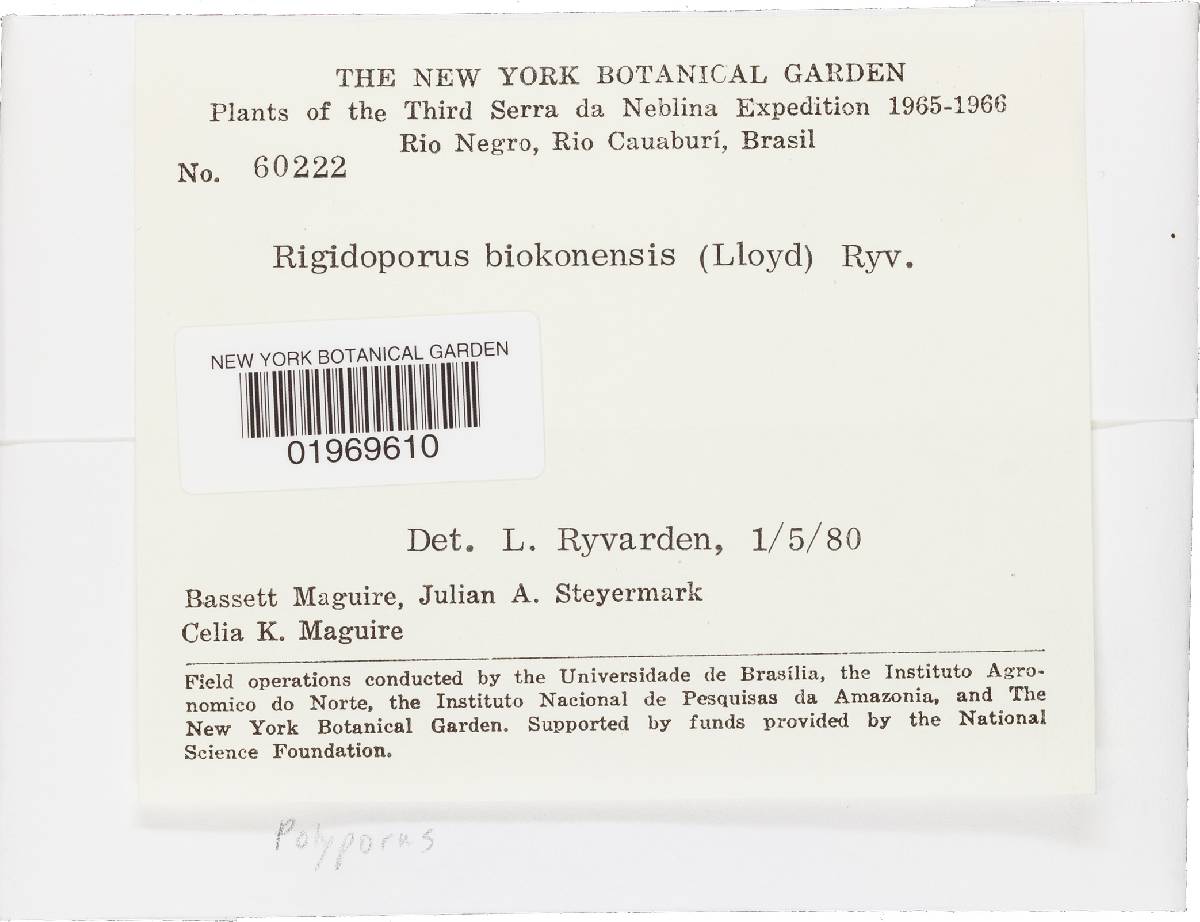 THE NEW YORK BOTANICAL GARDEN
Plants of the Third Serra da Neblina Expedition 1965-1966
Rio Negro, Rio Cauaburí, Brasil
No. 60222
Rigidoporus biokonensis (Lloyd) Ryv.
NEW YORK BOTANICAL GARDEN
01969610
Det. L. Ryvarden, 1/5/80
Bassett Maguire, Julian A. Steyermark
Celia K. Maguire
Field operations conducted by the Universidade de Brasília, the Instituto Agro-
nomico do Norte, the Instituto Nacional de Pesquisas da Amazonia, and The
New York Botanical Garden. Supported by funds provided by the National
Science Foundation.
Polyporus